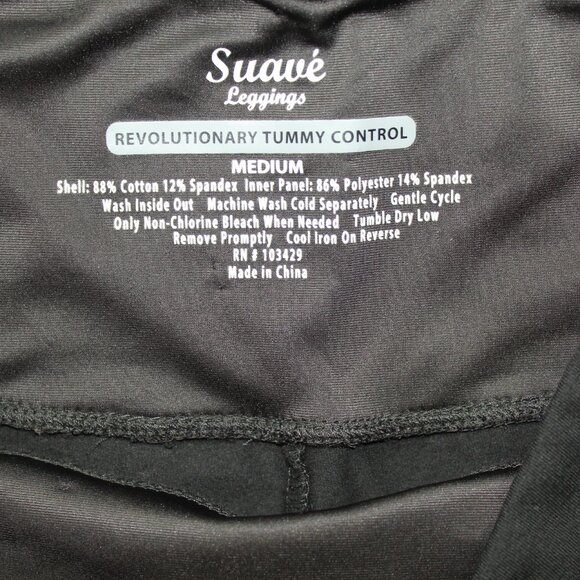 Suavé
Leggings
REVOLUTIONARY TUMMY CONTROL
MEDIUM
Shell: 88% Cotton 12% Spandex Inner Panel: 86% Polyester 14% Spandex
Wash Inside Out Machine Wash Cold Separately Gentle Cycle
Only Non-Chlorine Bleach When Needed Tumble Dry Low
Remove Promptly Cool Iron On Reverse
RN # 103429
Made in China